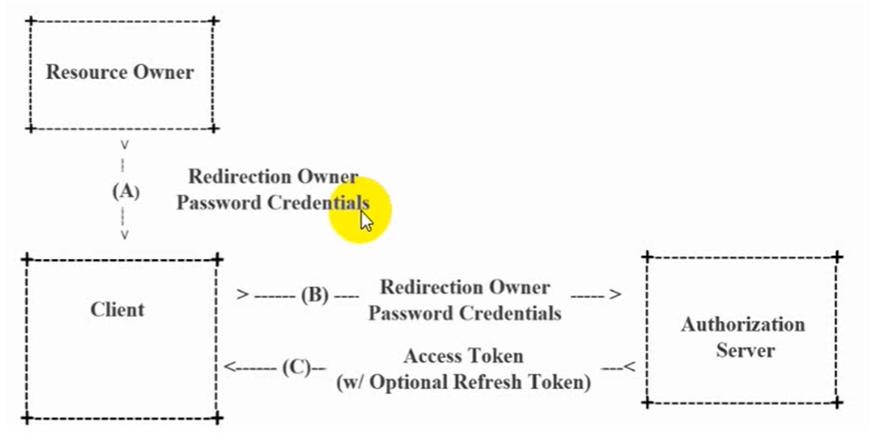 Resource Owner
(A)
Redirection Owner
Password Credentials
Client
> ------ (B) ----
Redirection Owner
Password Credentials
----- >
<------ (C)--
Access Token
(w/ Optional Refresh Token)
---<
Authorization
Server